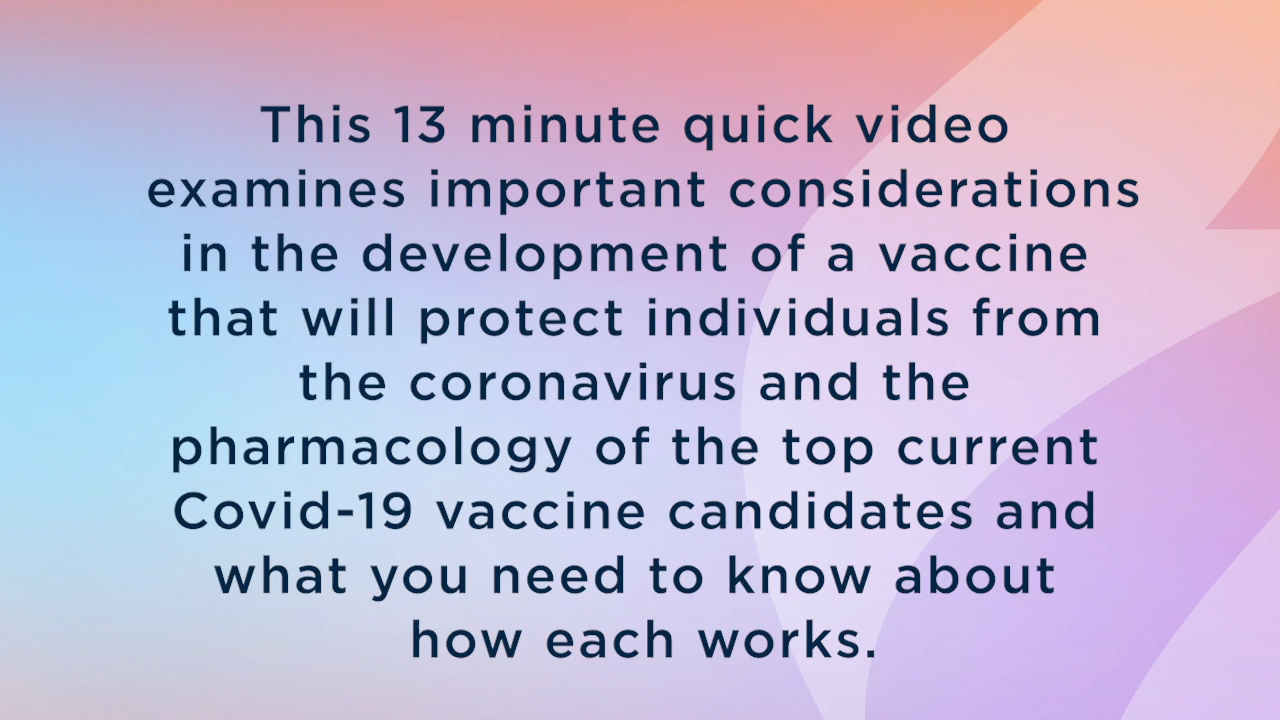 This 13 minute quick video
examines important considerations
in the development of a vaccine
that will protect individuals from
the coronavirus and the
pharmacology of the top current
Covid-19 vaccine candidates and
what you need to know about
how each works.